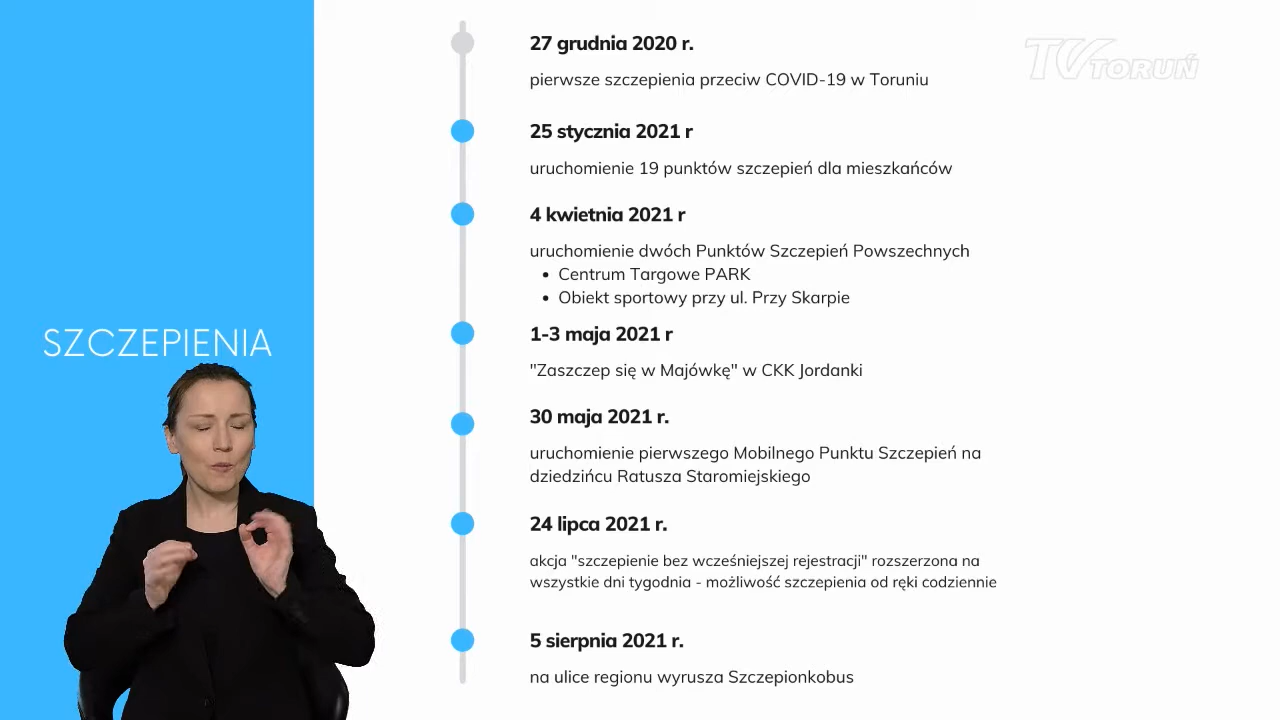 27 grudnia 2020 r.
TV TORUŃ
pierwsze szczepienia przeciw COVID-19 w Toruniu
25 stycznia 2021 r
uruchomienie 19 punktów szczepień dla mieszkańców
4 kwietnia 2021 r
uruchomienie dwóch Punktów Szczepień Powszechnych
• Centrum Targowe PARK
• Obiekt sportowy przy ul. Przy Skarpie
SZCZEPIENIA
1-3 maja 2021 r
"Zaszczep się w Majówkę" w CKK Jordanki
30 maja 2021 r.
uruchomienie pierwszego Mobilnego Punktu Szczepień na
dziedzińcu Ratusza Staromiejskiego
24 lipca 2021 r.
akcja "szczepienie bez wcześniejszej rejestracji" rozszerzona na
wszystkie dni tygodnia - możliwość szczepienia od ręki codziennie
5 sierpnia 2021 r.
na ulice regionu wyrusza Szczepionkobus